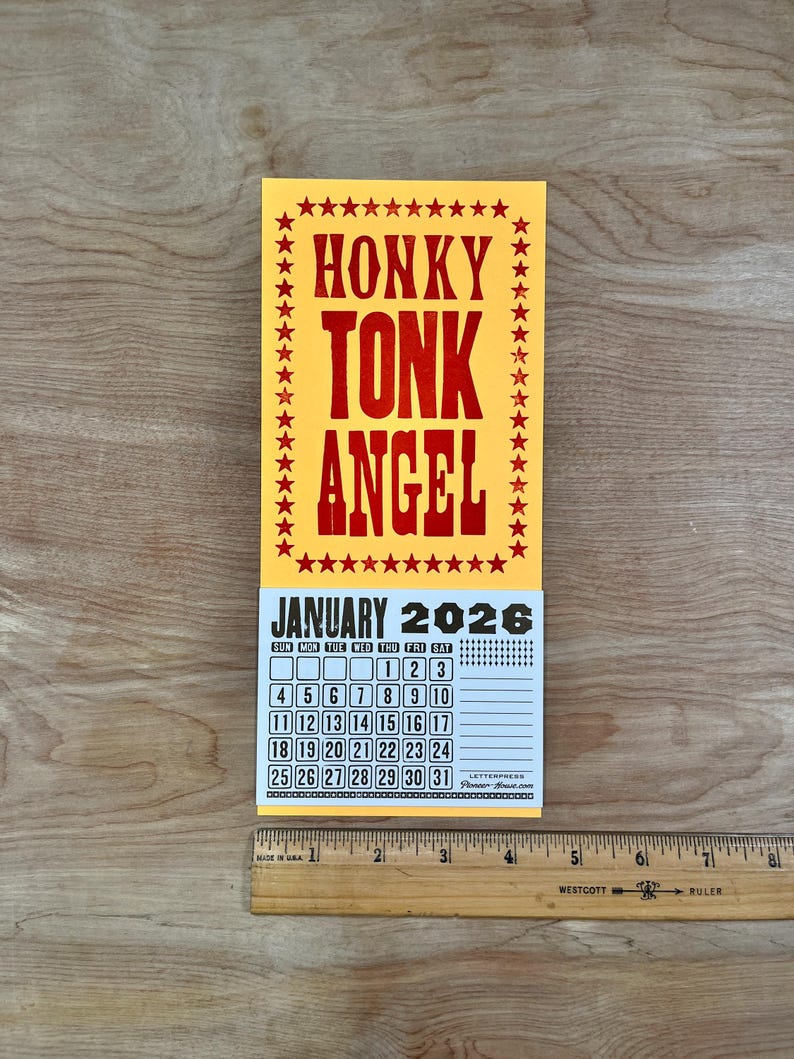 HONKY
TONK
ANGEL
JANUARY 2026
SUN MON TUE WED THU FRI SAT
1 2 3
4 5 6 7 8 9 10
11 12 13 14 15 16 17
18 19 20 21 22 23 24
25 26 27 28 29 30 31
LETTERPRESS
Pioneer-House.com
MADE IN U.S.A. 1 2 3 4 5 6 7 8
WESTCOTT RULER